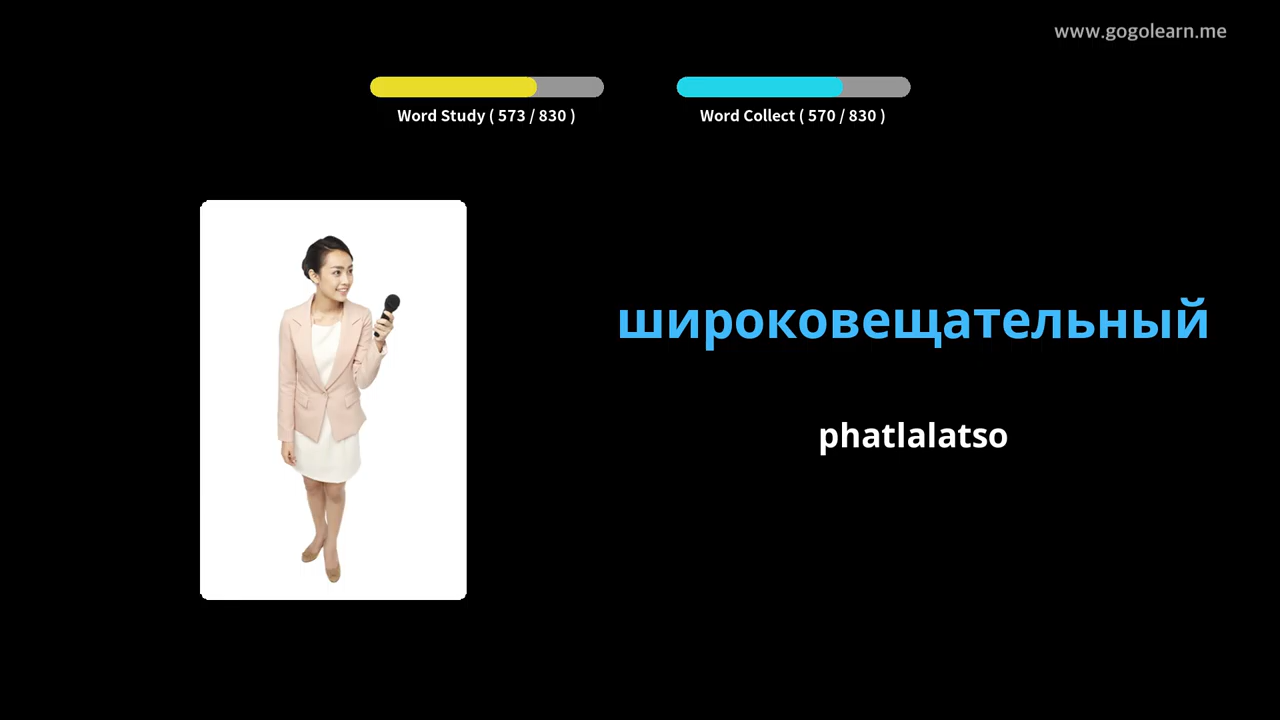 www.gogolearn.me
Word Study ( 573 / 830 )
Word Collect ( 570 / 830 )
широковещательный
phatlalatso